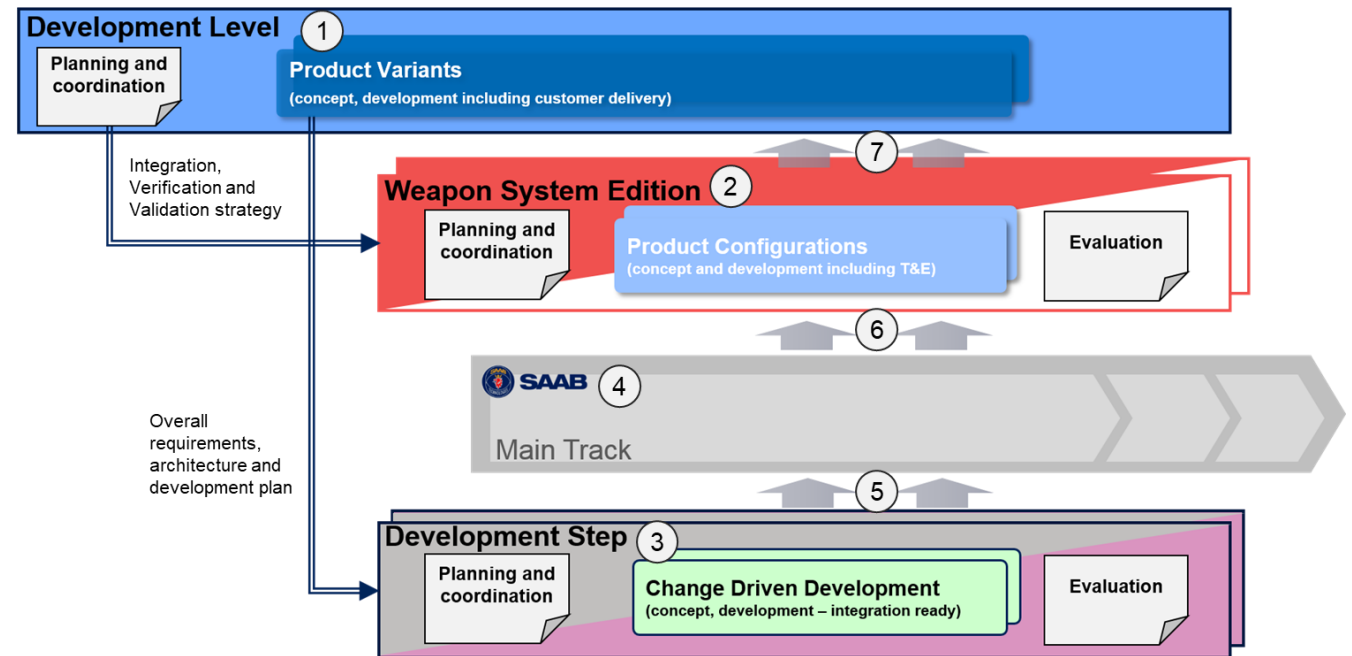 Development Level
1
Planning and
coordination
Product Variants
(concept, development including customer delivery)
Integration,
Verification and
Validation strategy
7
Weapon System Edition
2
Planning and
coordination
Product Configurations
(concept and development including T&E)
Evaluation
6
SAAB
4
Main Track
Overall
requirements,
architecture and
development plan
5
Development Step
3
Planning and
coordination
Change Driven Development
(concept, development – integration ready)
Evaluation